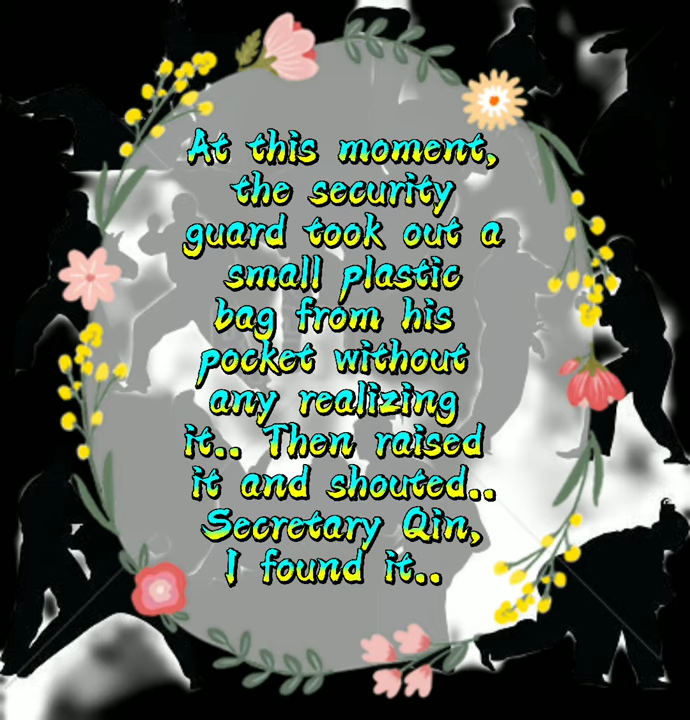 At this moment,
the security
guard took out a
small plastic
bag from his
pocket without
any realizing
it.. Then raised
it and shouted..
Secretary Qin,
I found it..